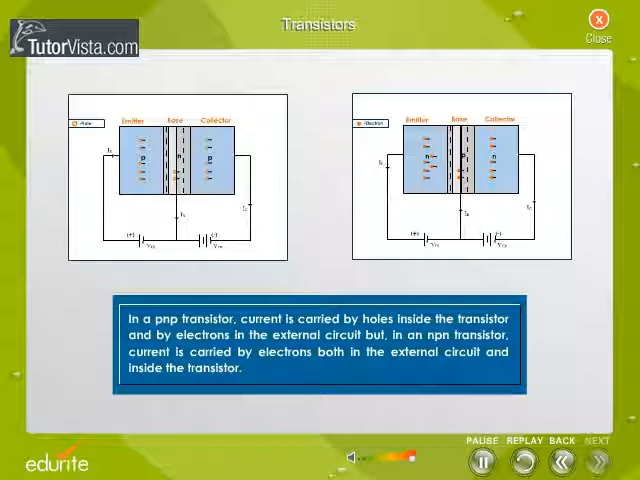 Transistors
TutorVista.com
Close
Emitter Base Collector
-Hole
p n p
(+) (-)
Emitter Base Collector
-Electron
n p n
(+) (-)
In a pnp transistor, current is carried by holes inside the transistor
and by electrons in the external circuit but, in an npn transistor,
current is carried by electrons both in the external circuit and
inside the transistor.
PAUSE REPLAY BACK NEXT
edurite